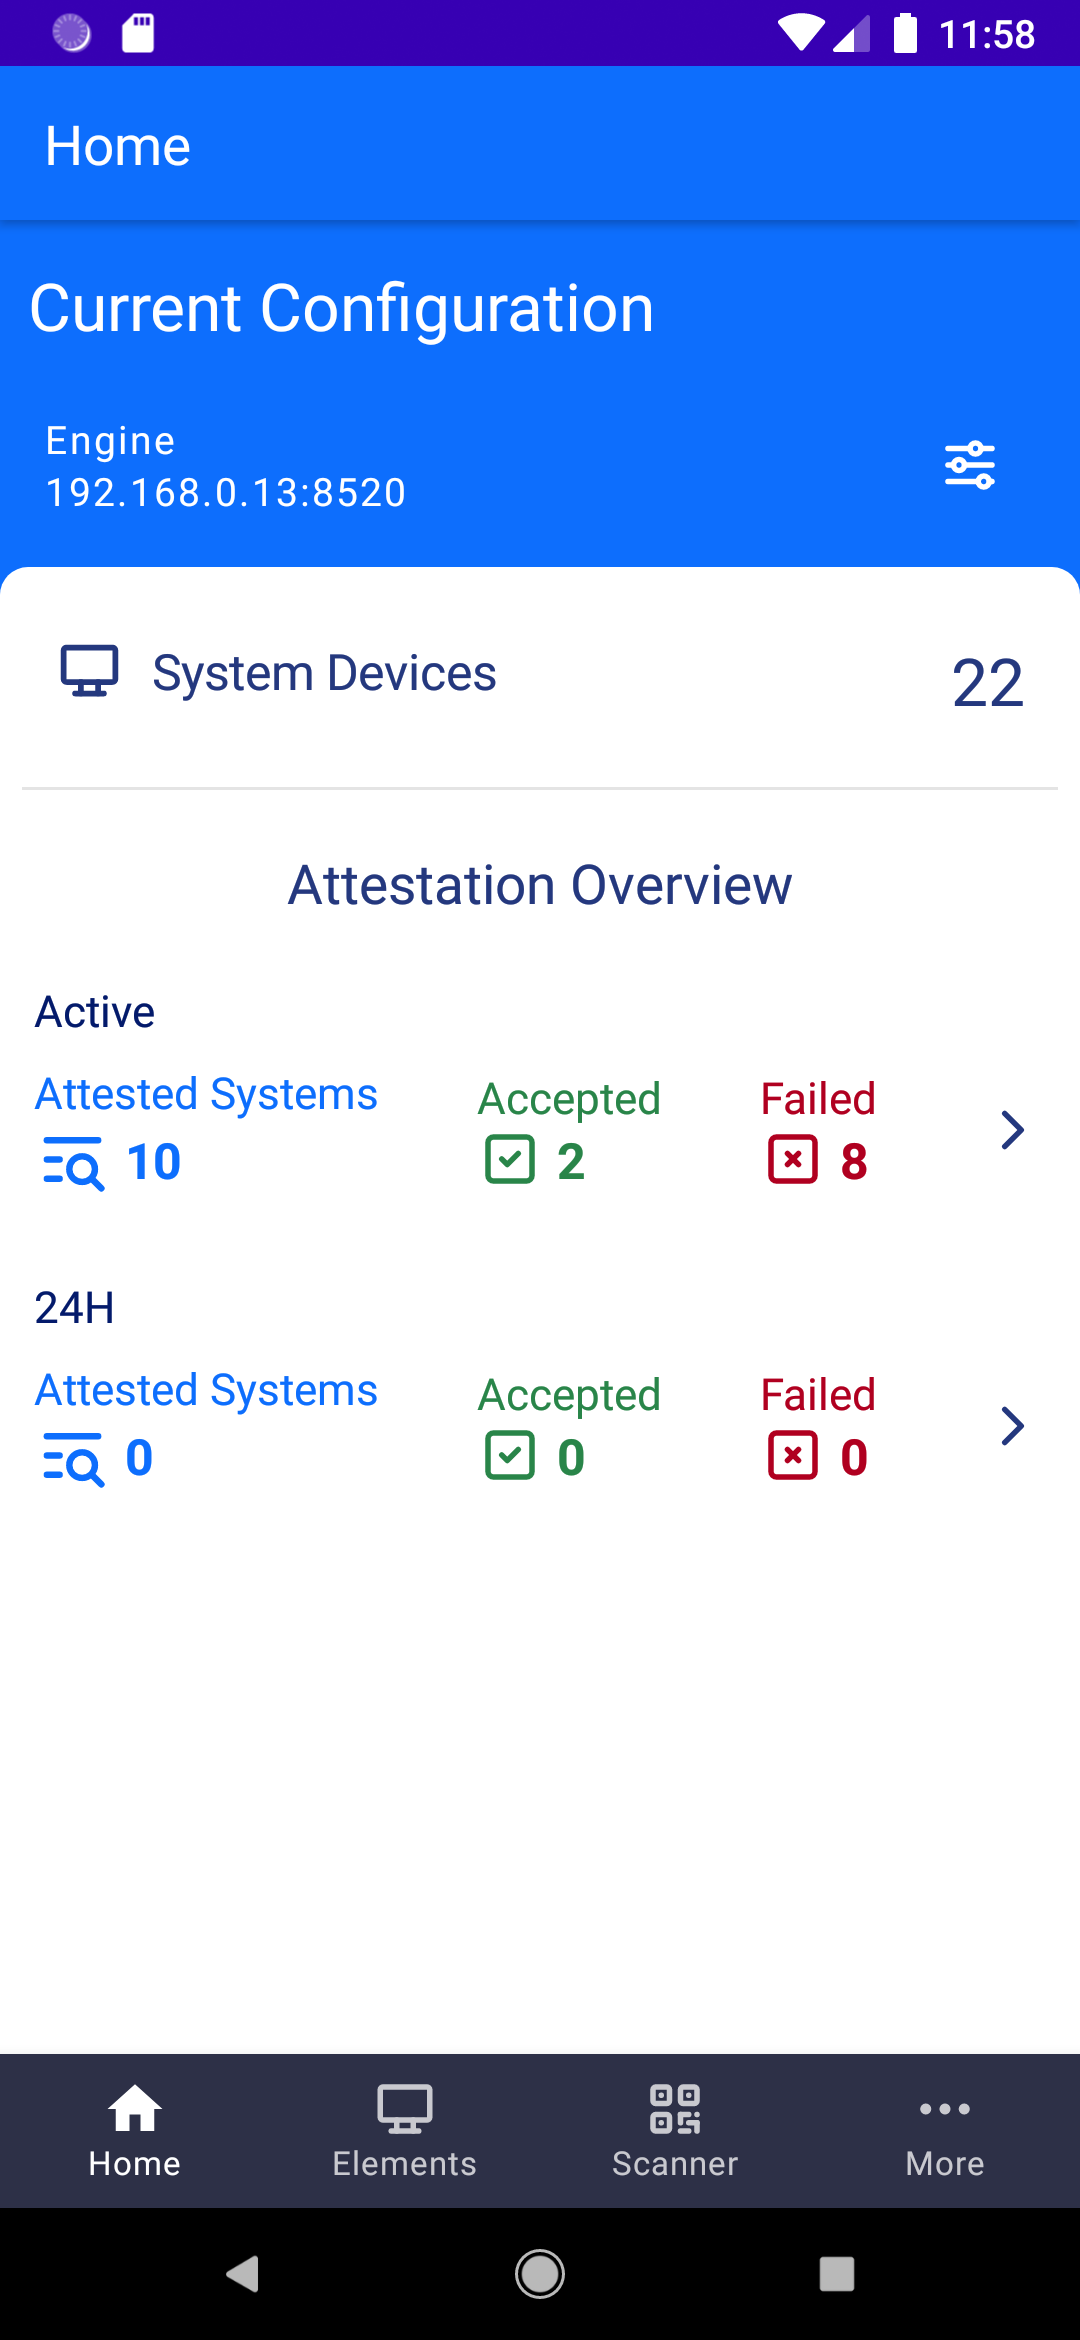 11:58
Home
Current Configuration
Engine
192.168.0.13:8520
System Devices 22
Attestation Overview
Active
Attested Systems Accepted Failed
10 2 8
24H
Attested Systems Accepted Failed
0 0 0
Home Elements Scanner More